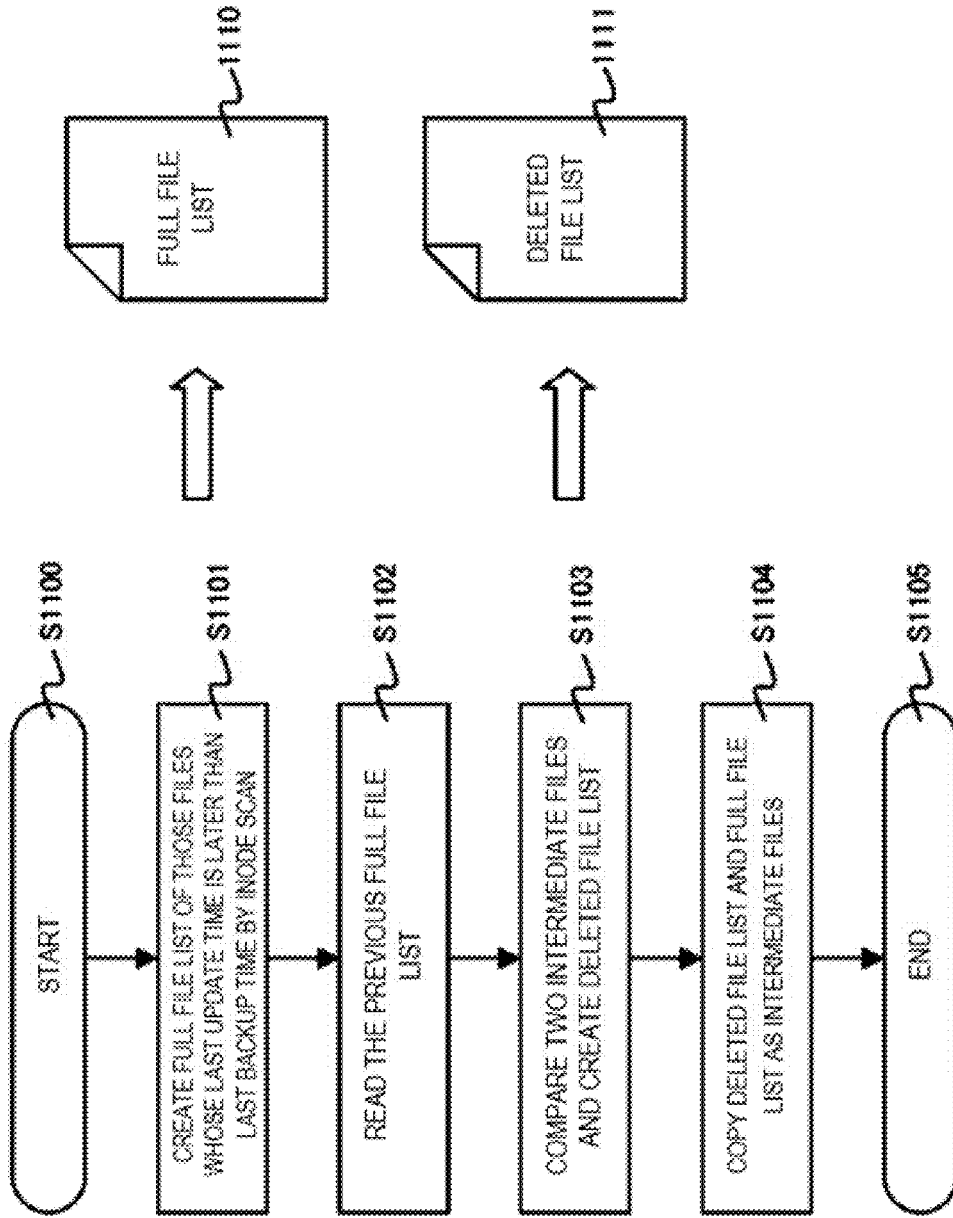 START
S1100
CREATE FULL FILE LIST OF THOSE FILES
WHOSE LAST UPDATE TIME IS LATER THAN
LAST BACKUP TIME BY INODE SCAN
S1101
FULL FILE
LIST
1110
READ THE PREVIOUS FULL FILE
LIST
S1102
COMPARE TWO INTERMEDIATE FILES
AND CREATE DELETED FILE LIST
S1103
DELETED
FILE LIST
1111
COPY DELETED FILE LIST AND FULL FILE
LIST AS INTERMEDIATE FILES
S1104
END
S1105